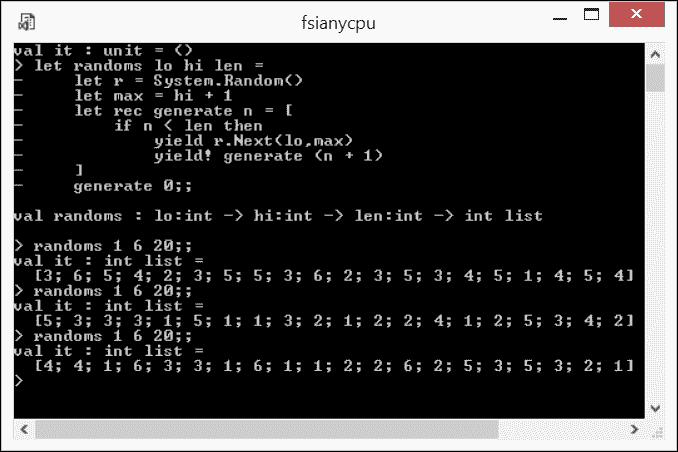 fsianycpu
val it : unit = ()
> let randoms lo hi len =
-     let r = System.Random()
-     let max = hi + 1
-     let rec generate n = [
-         if n < len then
-             yield r.Next(lo,max)
-             yield! generate (n + 1)
-     ]
-     generate 0;;

val randoms : lo:int -> hi:int -> len:int -> int list

> randoms 1 6 20;;
val it : int list =
  [3; 6; 5; 4; 2; 3; 5; 5; 3; 6; 2; 3; 5; 3; 4; 5; 1; 4; 5; 4]
> randoms 1 6 20;;
val it : int list =
  [5; 3; 3; 3; 1; 5; 1; 1; 3; 2; 1; 2; 2; 4; 1; 2; 5; 3; 4; 2]
> randoms 1 6 20;;
val it : int list =
  [4; 4; 1; 6; 3; 3; 1; 6; 1; 1; 2; 2; 6; 2; 5; 3; 5; 3; 2; 1]
>